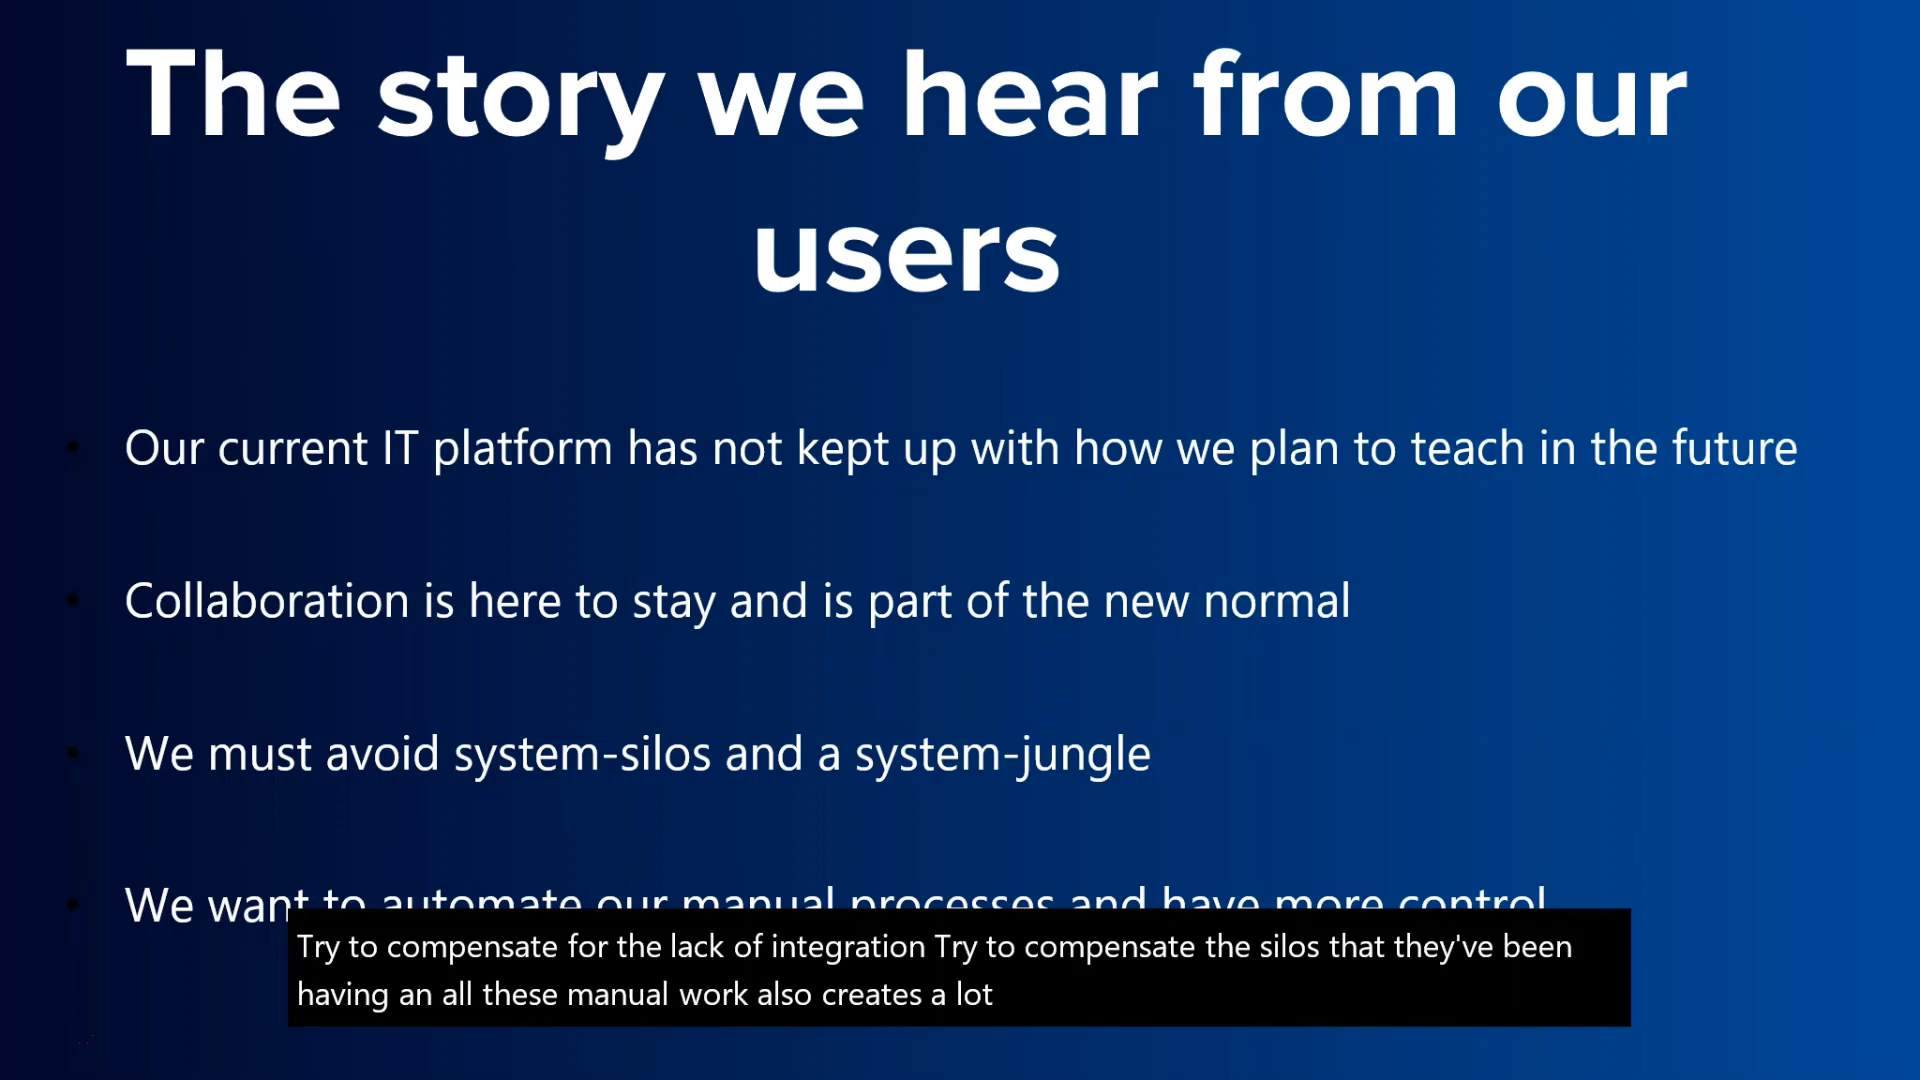 The story we hear from our
users
• Our current IT platform has not kept up with how we plan to teach in the future
• Collaboration is here to stay and is part of the new normal
• We must avoid system-silos and a system-jungle
• We want to automate our manual processes and have more control
Try to compensate for the lack of integration Try to compensate the silos that they've been
having an all these manual work also creates a lot